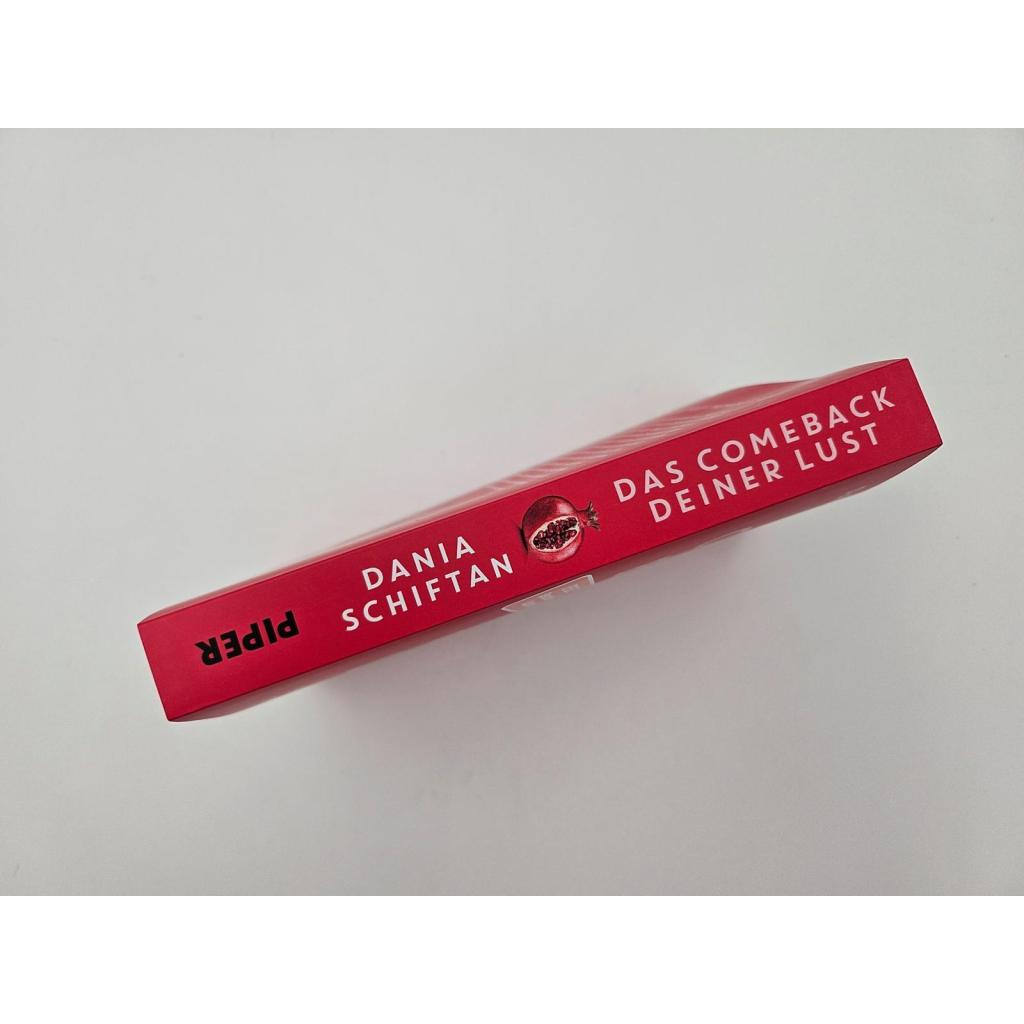 DANIA
SCHIFTAN
DAS COMEBACK
DEINER LUST
PIPER